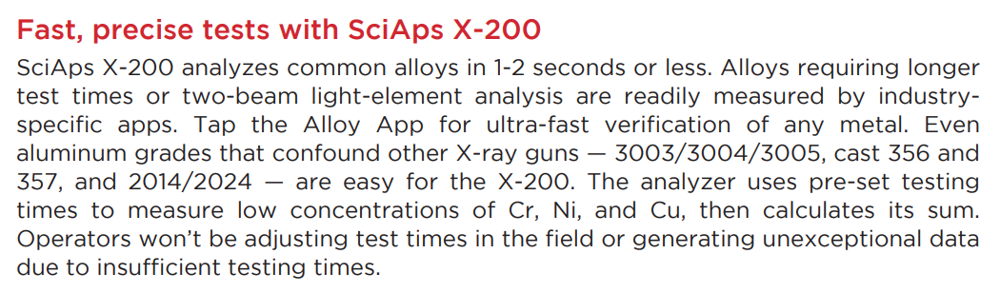 Fast, precise tests with SciAps X-200
SciAps X-200 analyzes common alloys in 1-2 seconds or less. Alloys requiring longer
test times or two-beam light-element analysis are readily measured by industry-
specific apps. Tap the Alloy App for ultra-fast verification of any metal. Even
aluminum grades that confound other X-ray guns — 3003/3004/3005, cast 356 and
357, and 2014/2024 — are easy for the X-200. The analyzer uses pre-set testing
times to measure low concentrations of Cr, Ni, and Cu, then calculates its sum.
Operators won’t be adjusting test times in the field or generating unexceptional data
due to insufficient testing times.